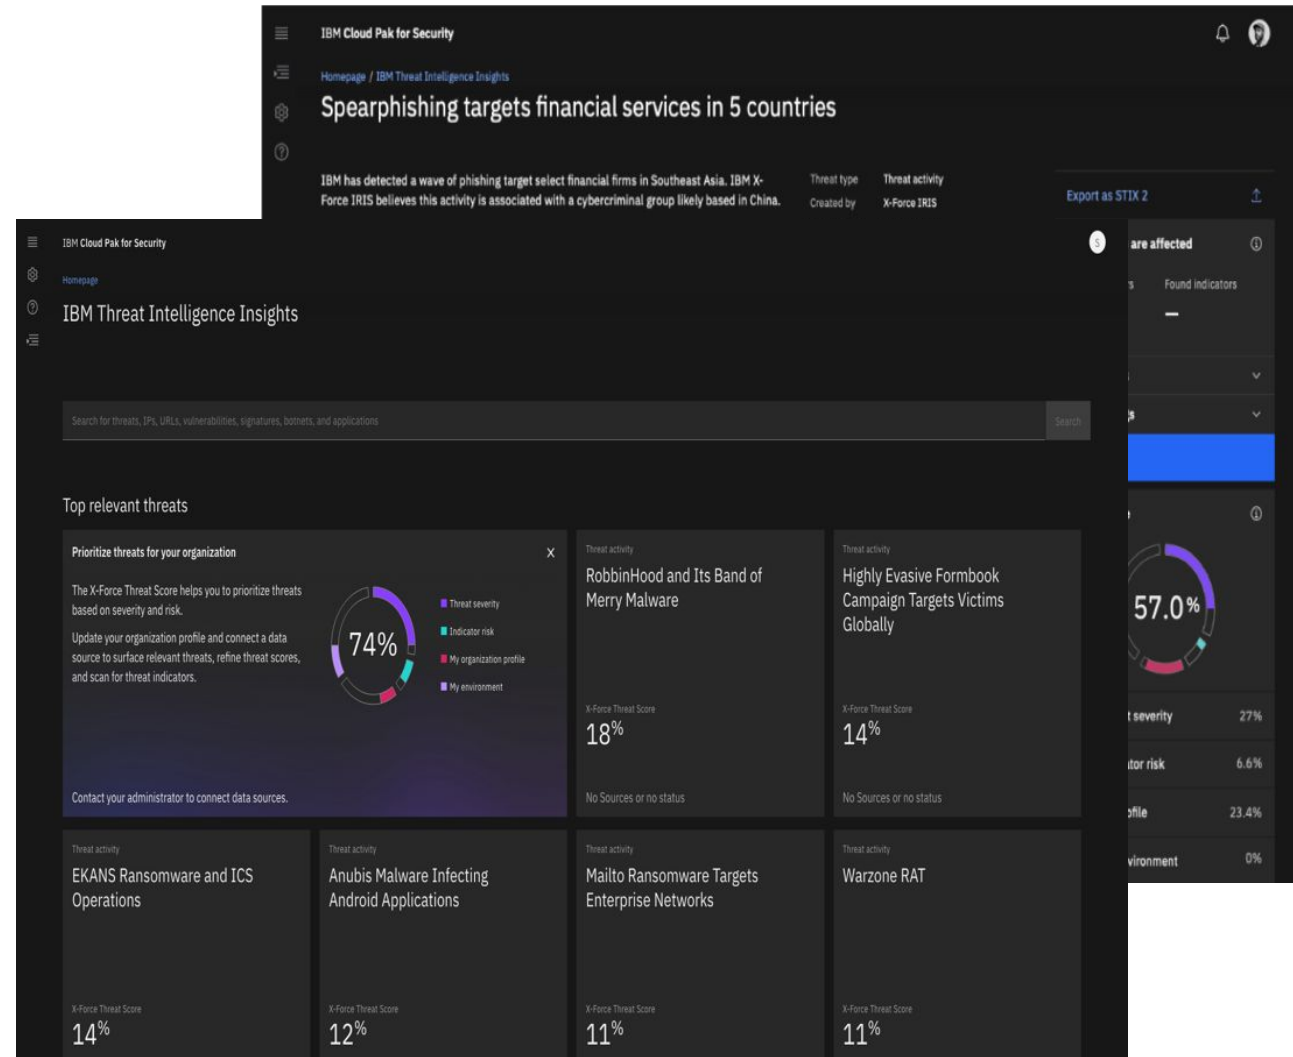 IBM Cloud Pak for Security
Homepage / IBM Threat Intelligence Insights
Spearphishing targets financial services in 5 countries
IBM has detected a wave of phishing target select financial firms in Southeast Asia. IBM X-
Force IRIS believes this activity is associated with a cybercriminal group likely based in China.
Threat type Threat activity
Created by X-Force IRIS
Export as STIX 2
are affected
Found indicators
–
57.0%
severity 27%
risk 6.6%
23.4%
0%
IBM Cloud Pak for Security
S
Homepage
IBM Threat Intelligence Insights
Search for threats, IPs, URLs, vulnerabilities, signatures, botnets, and applications
Search
Top relevant threats
Prioritize threats for your organization
X
The X-Force Threat Score helps you to prioritize threats
based on severity and risk.
Update your organization profile and connect a data
source to surface relevant threats, refine threat scores,
and scan for threat indicators.
74%
Threat severity
Indicator risk
My organization profile
My environment
Contact your administrator to connect data sources.
Threat activity
RobbinHood and Its Band of
Merry Malware
X-Force Threat Score
18%
No Sources or no status
Threat activity
Highly Evasive Formbook
Campaign Targets Victims
Globally
X-Force Threat Score
14%
No Sources or no status
Threat activity
EKANS Ransomware and ICS
Operations
X-Force Threat Score
14%
Threat activity
Anubis Malware Infecting
Android Applications
X-Force Threat Score
12%
Threat activity
Mailto Ransomware Targets
Enterprise Networks
X-Force Threat Score
11%
Threat activity
Warzone RAT
X-Force Threat Score
11%